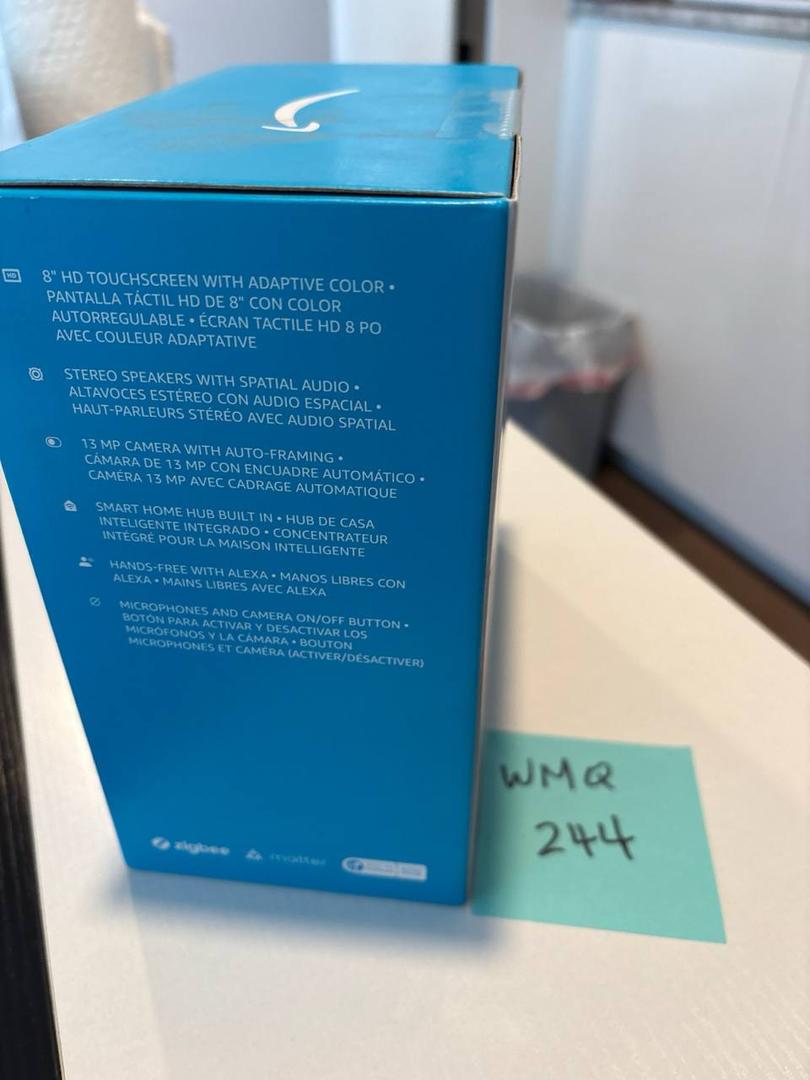 HD
8" HD TOUCHSCREEN WITH ADAPTIVE COLOR •
PANTALLA TÁCTIL HD DE 8" CON COLOR
AUTORREGULABLE • ÉCRAN TACTILE HD 8 PO
AVEC COULEUR ADAPTATIVE
STEREO SPEAKERS WITH SPATIAL AUDIO •
ALTAVOCES ESTÉREO CON AUDIO ESPACIAL •
HAUT-PARLEURS STÉRÉO AVEC AUDIO SPATIAL
13 MP CAMERA WITH AUTO-FRAMING •
CÁMARA DE 13 MP CON ENCUADRE AUTOMÁTICO •
CAMÉRA 13 MP AVEC CADRAGE AUTOMATIQUE
SMART HOME HUB BUILT IN • HUB DE CASA
INTELIGENTE INTEGRADO • CONCENTRATEUR
INTÉGRÉ POUR LA MAISON INTELLIGENTE
HANDS-FREE WITH ALEXA • MANOS LIBRES CON
ALEXA • MAINS LIBRES AVEC ALEXA
MICROPHONES AND CAMERA ON/OFF BUTTON •
BOTÓN PARA ACTIVAR Y DESACTIVAR LOS
MICRÓFONOS Y LA CÁMARA • BOUTON
MICROPHONES ET CAMÉRA (ACTIVER/DÉSACTIVER)
zigbee matter
WMQ
244